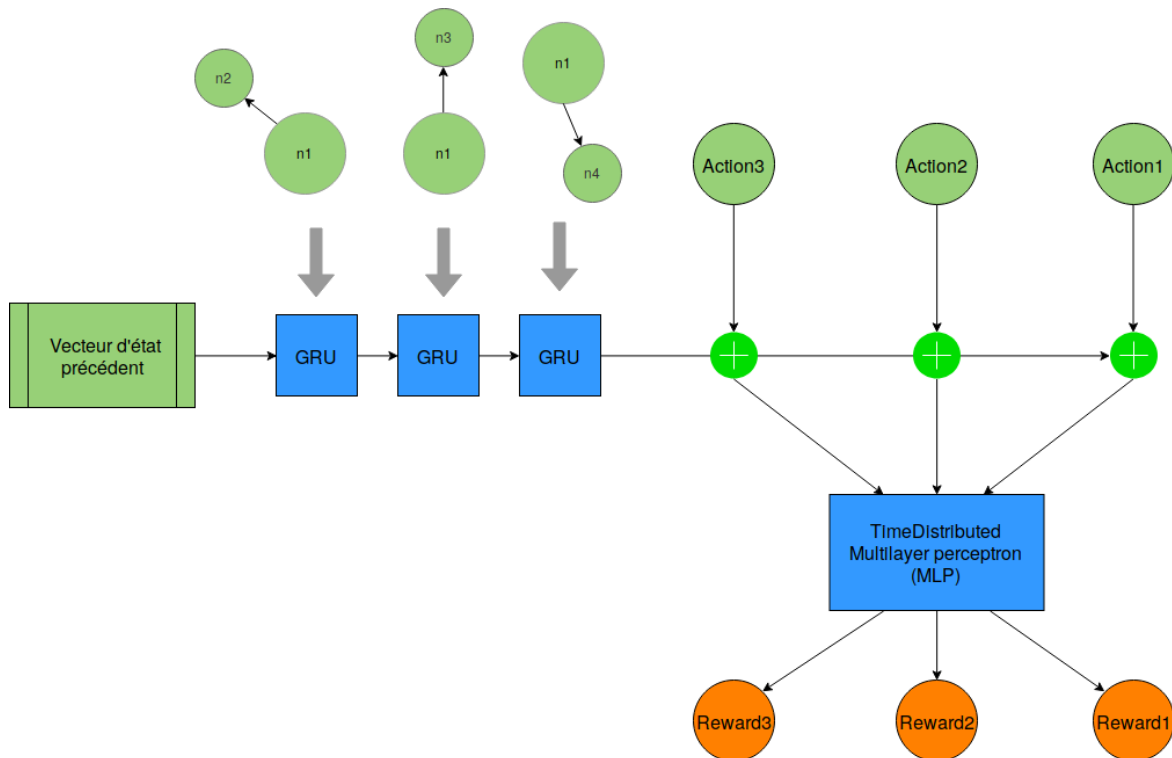 n3
n1
n2
n1
n1
n4
Action3
Action2
Action1
Vecteur d'état
précédent
GRU
GRU
GRU
TimeDistributed
Multilayer perceptron
(MLP)
Reward3
Reward2
Reward1